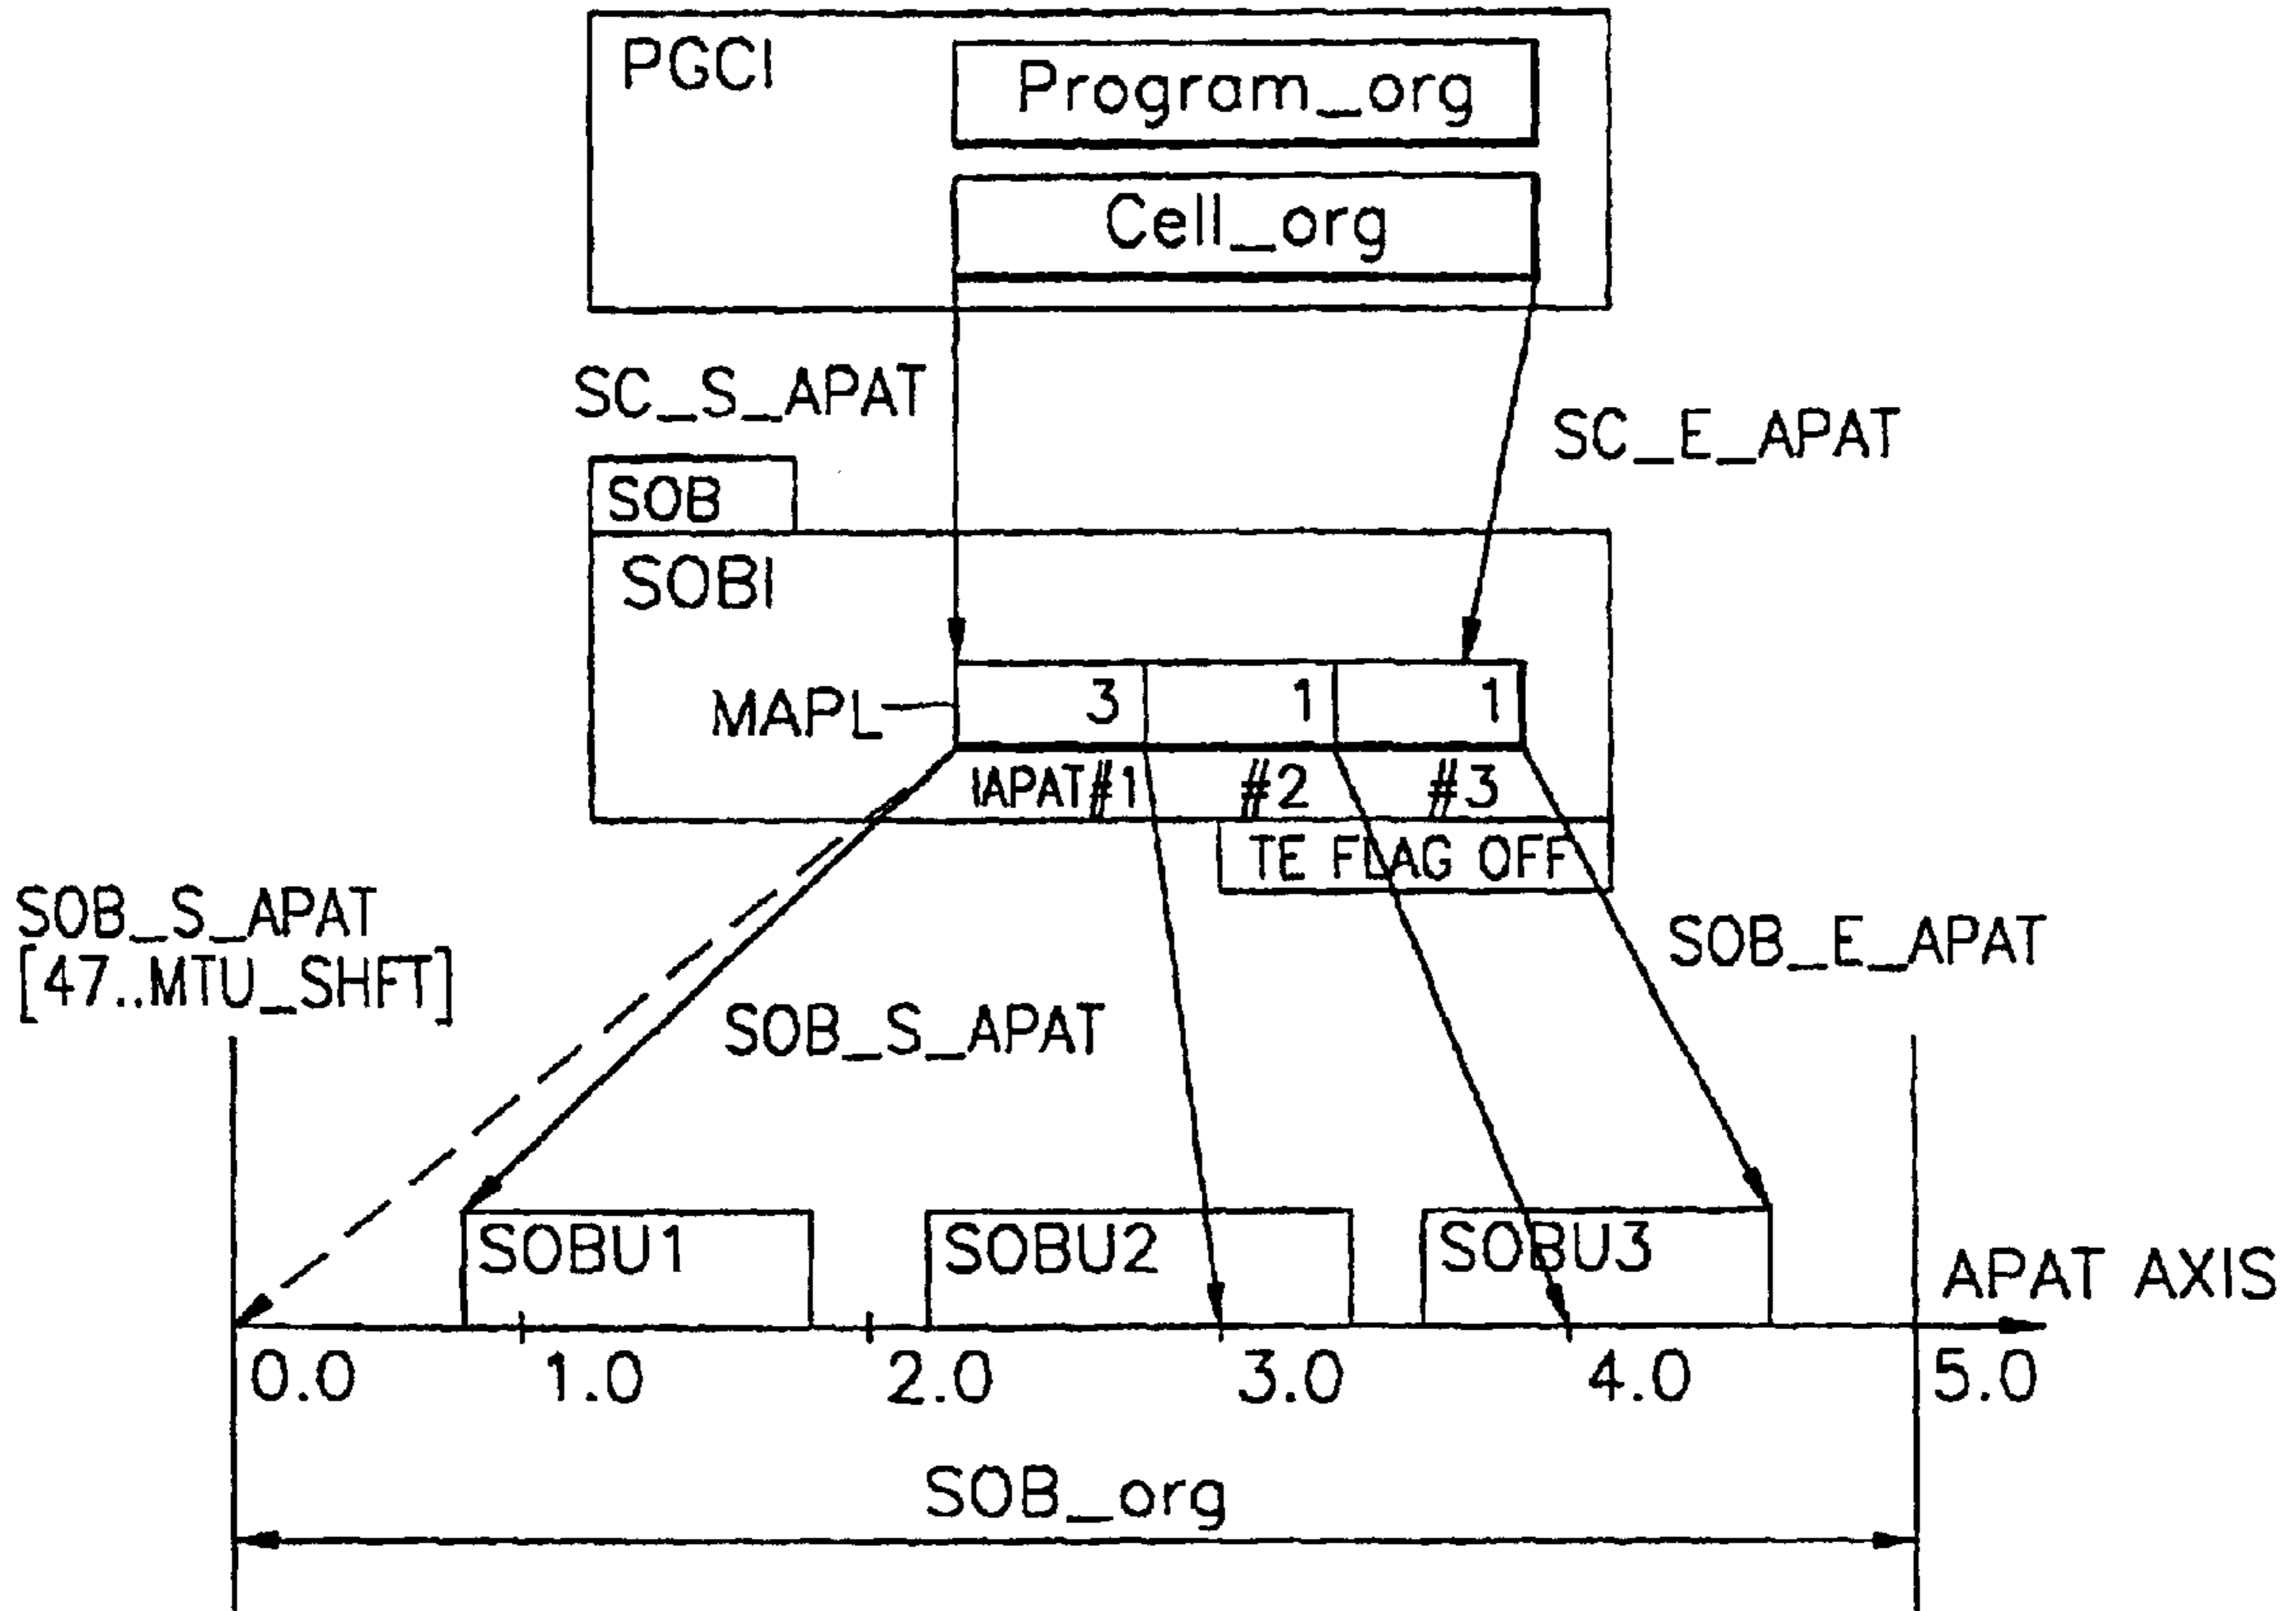 PGCI
Program_org
Cell_org
SC_S_APAT
SC_E_APAT
SOB
SOBI
MAPL
3 1 1
IAPAT#1 #2 #3
TE FLAG OFF
SOB_S_APAT
[47..MTU_SHFT]
SOB_E_APAT
SOB_S_APAT
SOBU1 SOBU2 SOBU3
APAT AXIS
0.0 1.0 2.0 3.0 4.0 5.0
SOB_org